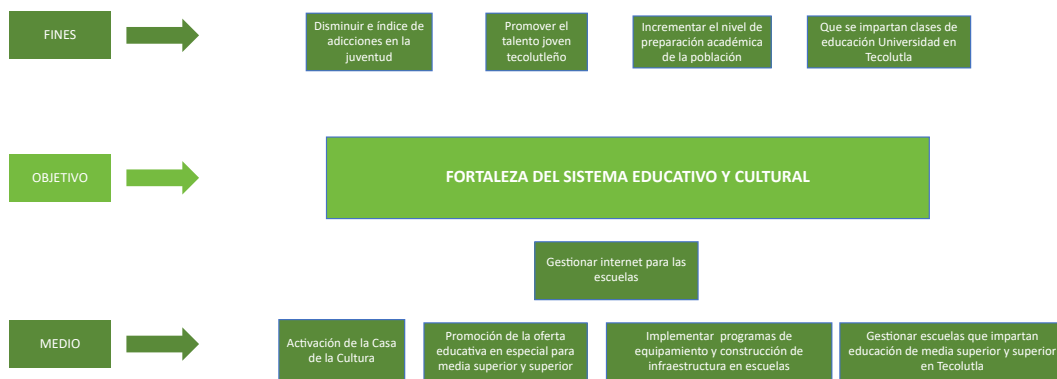 FINES
Disminuir e índice de
adicciones en la
juventud
Promover el
talento joven
tecolutleño
Incrementar el nivel de
preparación académica
de la población
Que se impartan clases de
educación Universidad en
Tecolutla
OBJETIVO
FORTALEZA DEL SISTEMA EDUCATIVO Y CULTURAL
Gestionar internet para las
escuelas
MEDIO
Activación de la Casa
de la Cultura
Promoción de la oferta
educativa en especial para
media superior y superior
Implementar programas de
equipamiento y construcción de
infraestructura en escuelas
Gestionar escuelas que impartan
educación de media superior y superior
en Tecolutla